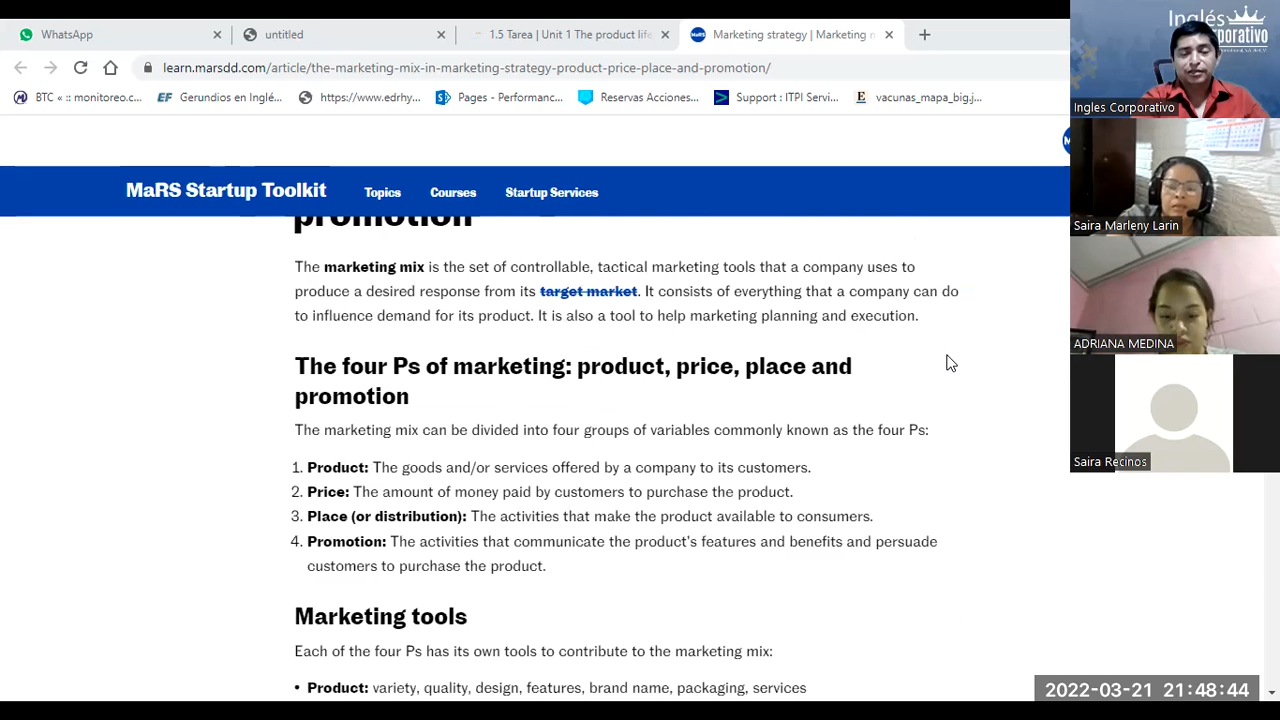 WhatsApp
untitled
1.5 Tarea | Unit 1 The product life
Marketing strategy | Marketing m
learn.marsdd.com/article/the-marketing-mix-in-marketing-strategy-product-price-place-and-promotion/
BTC « :: monitoreo.c...
EF Gerundios en Inglé...
https://www.edrhy...
Pages - Performanc...
Reservas Acciones...
Support : ITPI Servi...
E vacunas_mapa_big.j...
MaRS Startup Toolkit
Topics
Courses
Startup Services
promotion
The marketing mix is the set of controllable, tactical marketing tools that a company uses to
produce a desired response from its target market. It consists of everything that a company can do
to influence demand for its product. It is also a tool to help marketing planning and execution.
The four Ps of marketing: product, price, place and
promotion
The marketing mix can be divided into four groups of variables commonly known as the four Ps:
1. Product: The goods and/or services offered by a company to its customers.
2. Price: The amount of money paid by customers to purchase the product.
3. Place (or distribution): The activities that make the product available to consumers.
4. Promotion: The activities that communicate the product's features and benefits and persuade
customers to purchase the product.
Marketing tools
Each of the four Ps has its own tools to contribute to the marketing mix:
• Product: variety, quality, design, features, brand name, packaging, services
Inglés
Ingles Corporativo
Saira Marleny Larin
ADRIANA MEDINA
Saira Recinos
2022-03-21 21:48:44